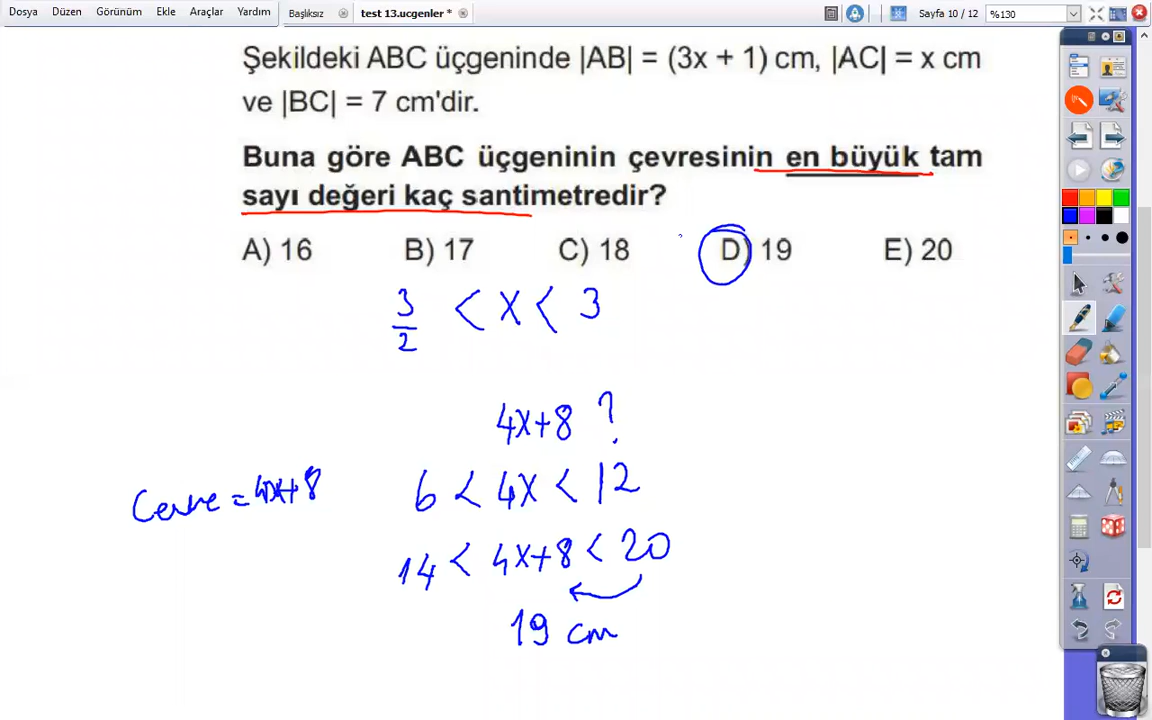 Dosya Düzen Görünüm Ekle Araçlar Yardım Başlıksız test 13.ucgenler * Sayfa 10 / 12 %130
Şekildeki ABC üçgeninde |AB| = (3x + 1) cm, |AC| = x cm
ve |BC| = 7 cm'dir.
Buna göre ABC üçgeninin çevresinin en büyük tam
sayı değeri kaç santimetredir?
A) 16 B) 17 C) 18 D) 19 E) 20
3/2 < x < 3
4x+8 ?
6 < 4x < 12
Cevre = 4x+8
14 < 4x+8 < 20
19 cm